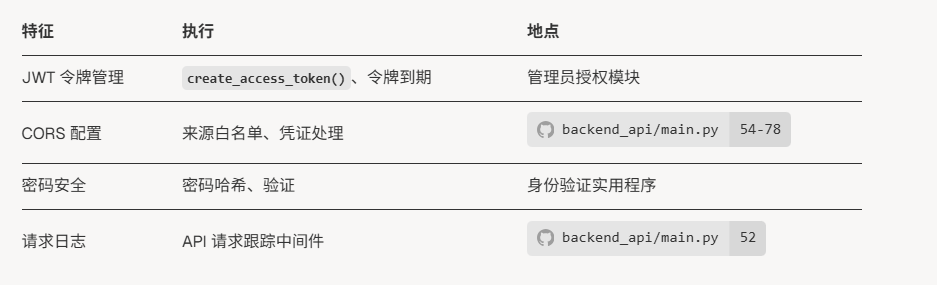 特征 执行 地点
JWT 令牌管理 create_access_token()、令牌到期 管理员授权模块
CORS 配置 来源白名单、凭证处理 backend_api/main.py 54-78
密码安全 密码哈希、验证 身份验证实用程序
请求日志 API 请求跟踪中间件 backend_api/main.py 52